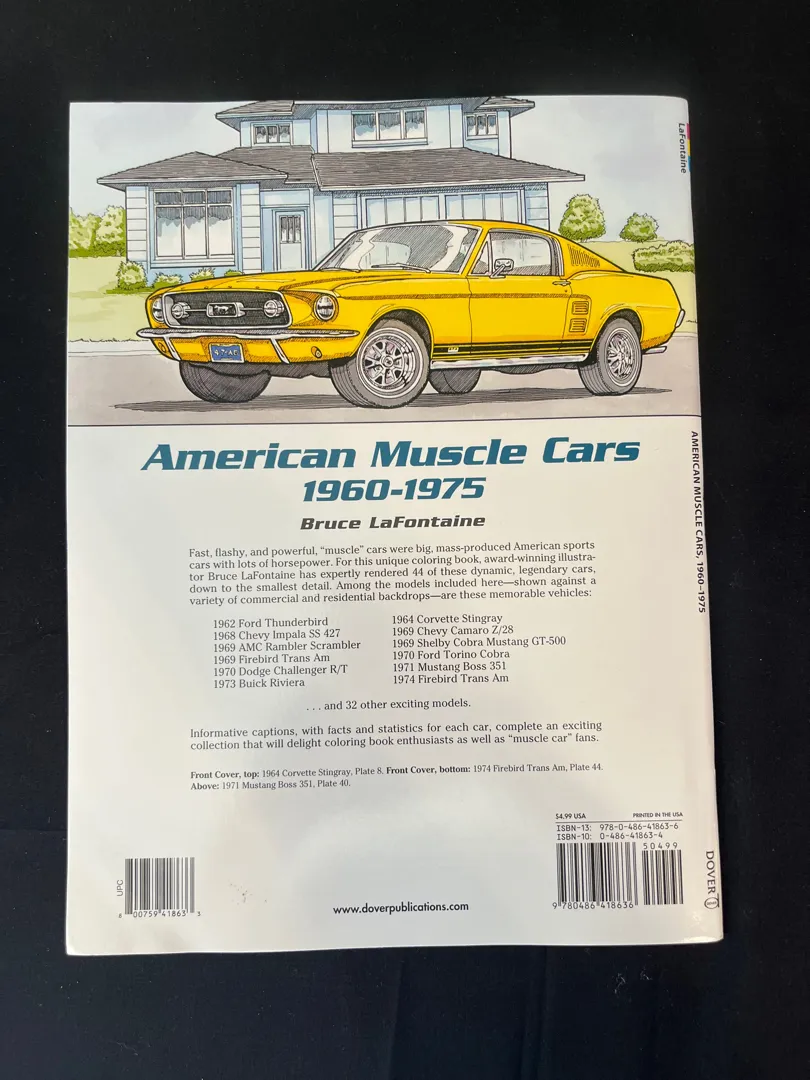 LaFontaine
American Muscle Cars
1960-1975
Bruce LaFontaine
Fast, flashy, and powerful, “muscle” cars were big, mass-produced American sports
cars with lots of horsepower. For this unique coloring book, award-winning illustra-
tor Bruce LaFontaine has expertly rendered 44 of these dynamic, legendary cars,
down to the smallest detail. Among the models included here—shown against a
variety of commercial and residential backdrops—are these memorable vehicles:
1962 Ford Thunderbird
1968 Chevy Impala SS 427
1969 AMC Rambler Scrambler
1969 Firebird Trans Am
1970 Dodge Challenger R/T
1973 Buick Riviera
1964 Corvette Stingray
1969 Chevy Camaro Z/28
1969 Shelby Cobra Mustang GT-500
1970 Ford Torino Cobra
1971 Mustang Boss 351
1974 Firebird Trans Am
. . . and 32 other exciting models.
Informative captions, with facts and statistics for each car, complete an exciting
collection that will delight coloring book enthusiasts as well as “muscle car” fans.
Front Cover, top: 1964 Corvette Stingray, Plate 8. Front Cover, bottom: 1974 Firebird Trans Am, Plate 44.
Above: 1971 Mustang Boss 351, Plate 40.
$4.99 USA PRINTED IN THE USA
ISBN-13: 978-0-486-41863-6
ISBN-10: 0-486-41863-4
50499
9 780486 418636
UPC
8 00759 41863 3
www.doverpublications.com
AMERICAN MUSCLE CARS, 1960–1975
DOVER